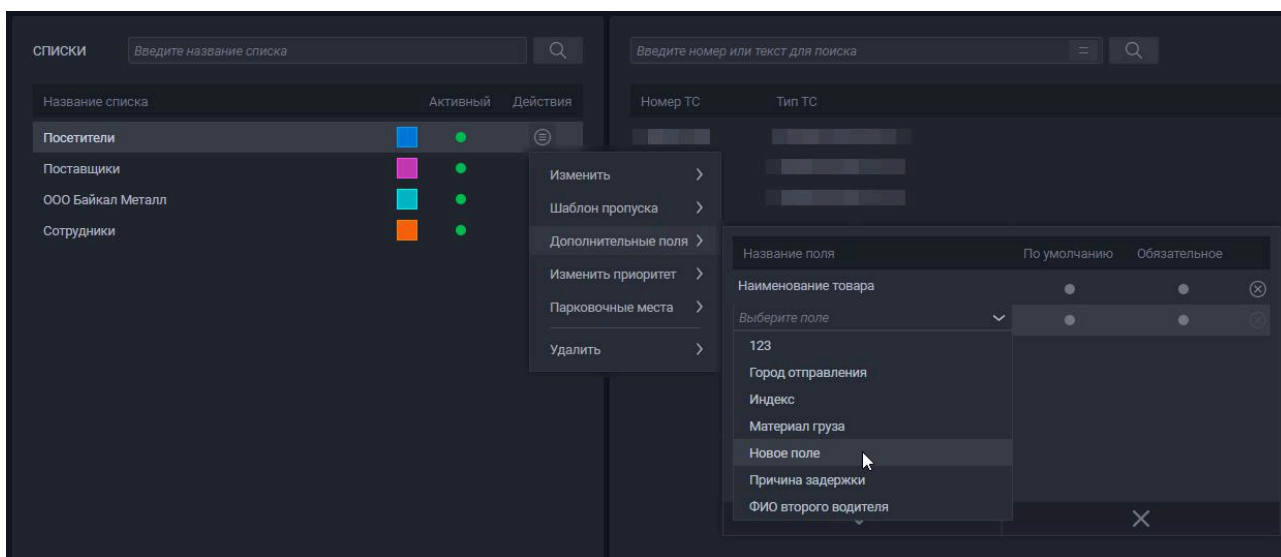 СПИСКИ
Введите название списка
Название списка Активный Действия
Посетители
Поставщики
ООО Байкал Металл
Сотрудники
Введите номер или текст для поиска
Номер ТС Тип ТС
Изменить
Шаблон пропуска
Дополнительные поля
Изменить приоритет
Парковочные места
Удалить
Название поля По умолчанию Обязательное
Наименование товара
Выберите поле
123
Город отправления
Индекс
Материал груза
Новое поле
Причина задержки
ФИО второго водителя